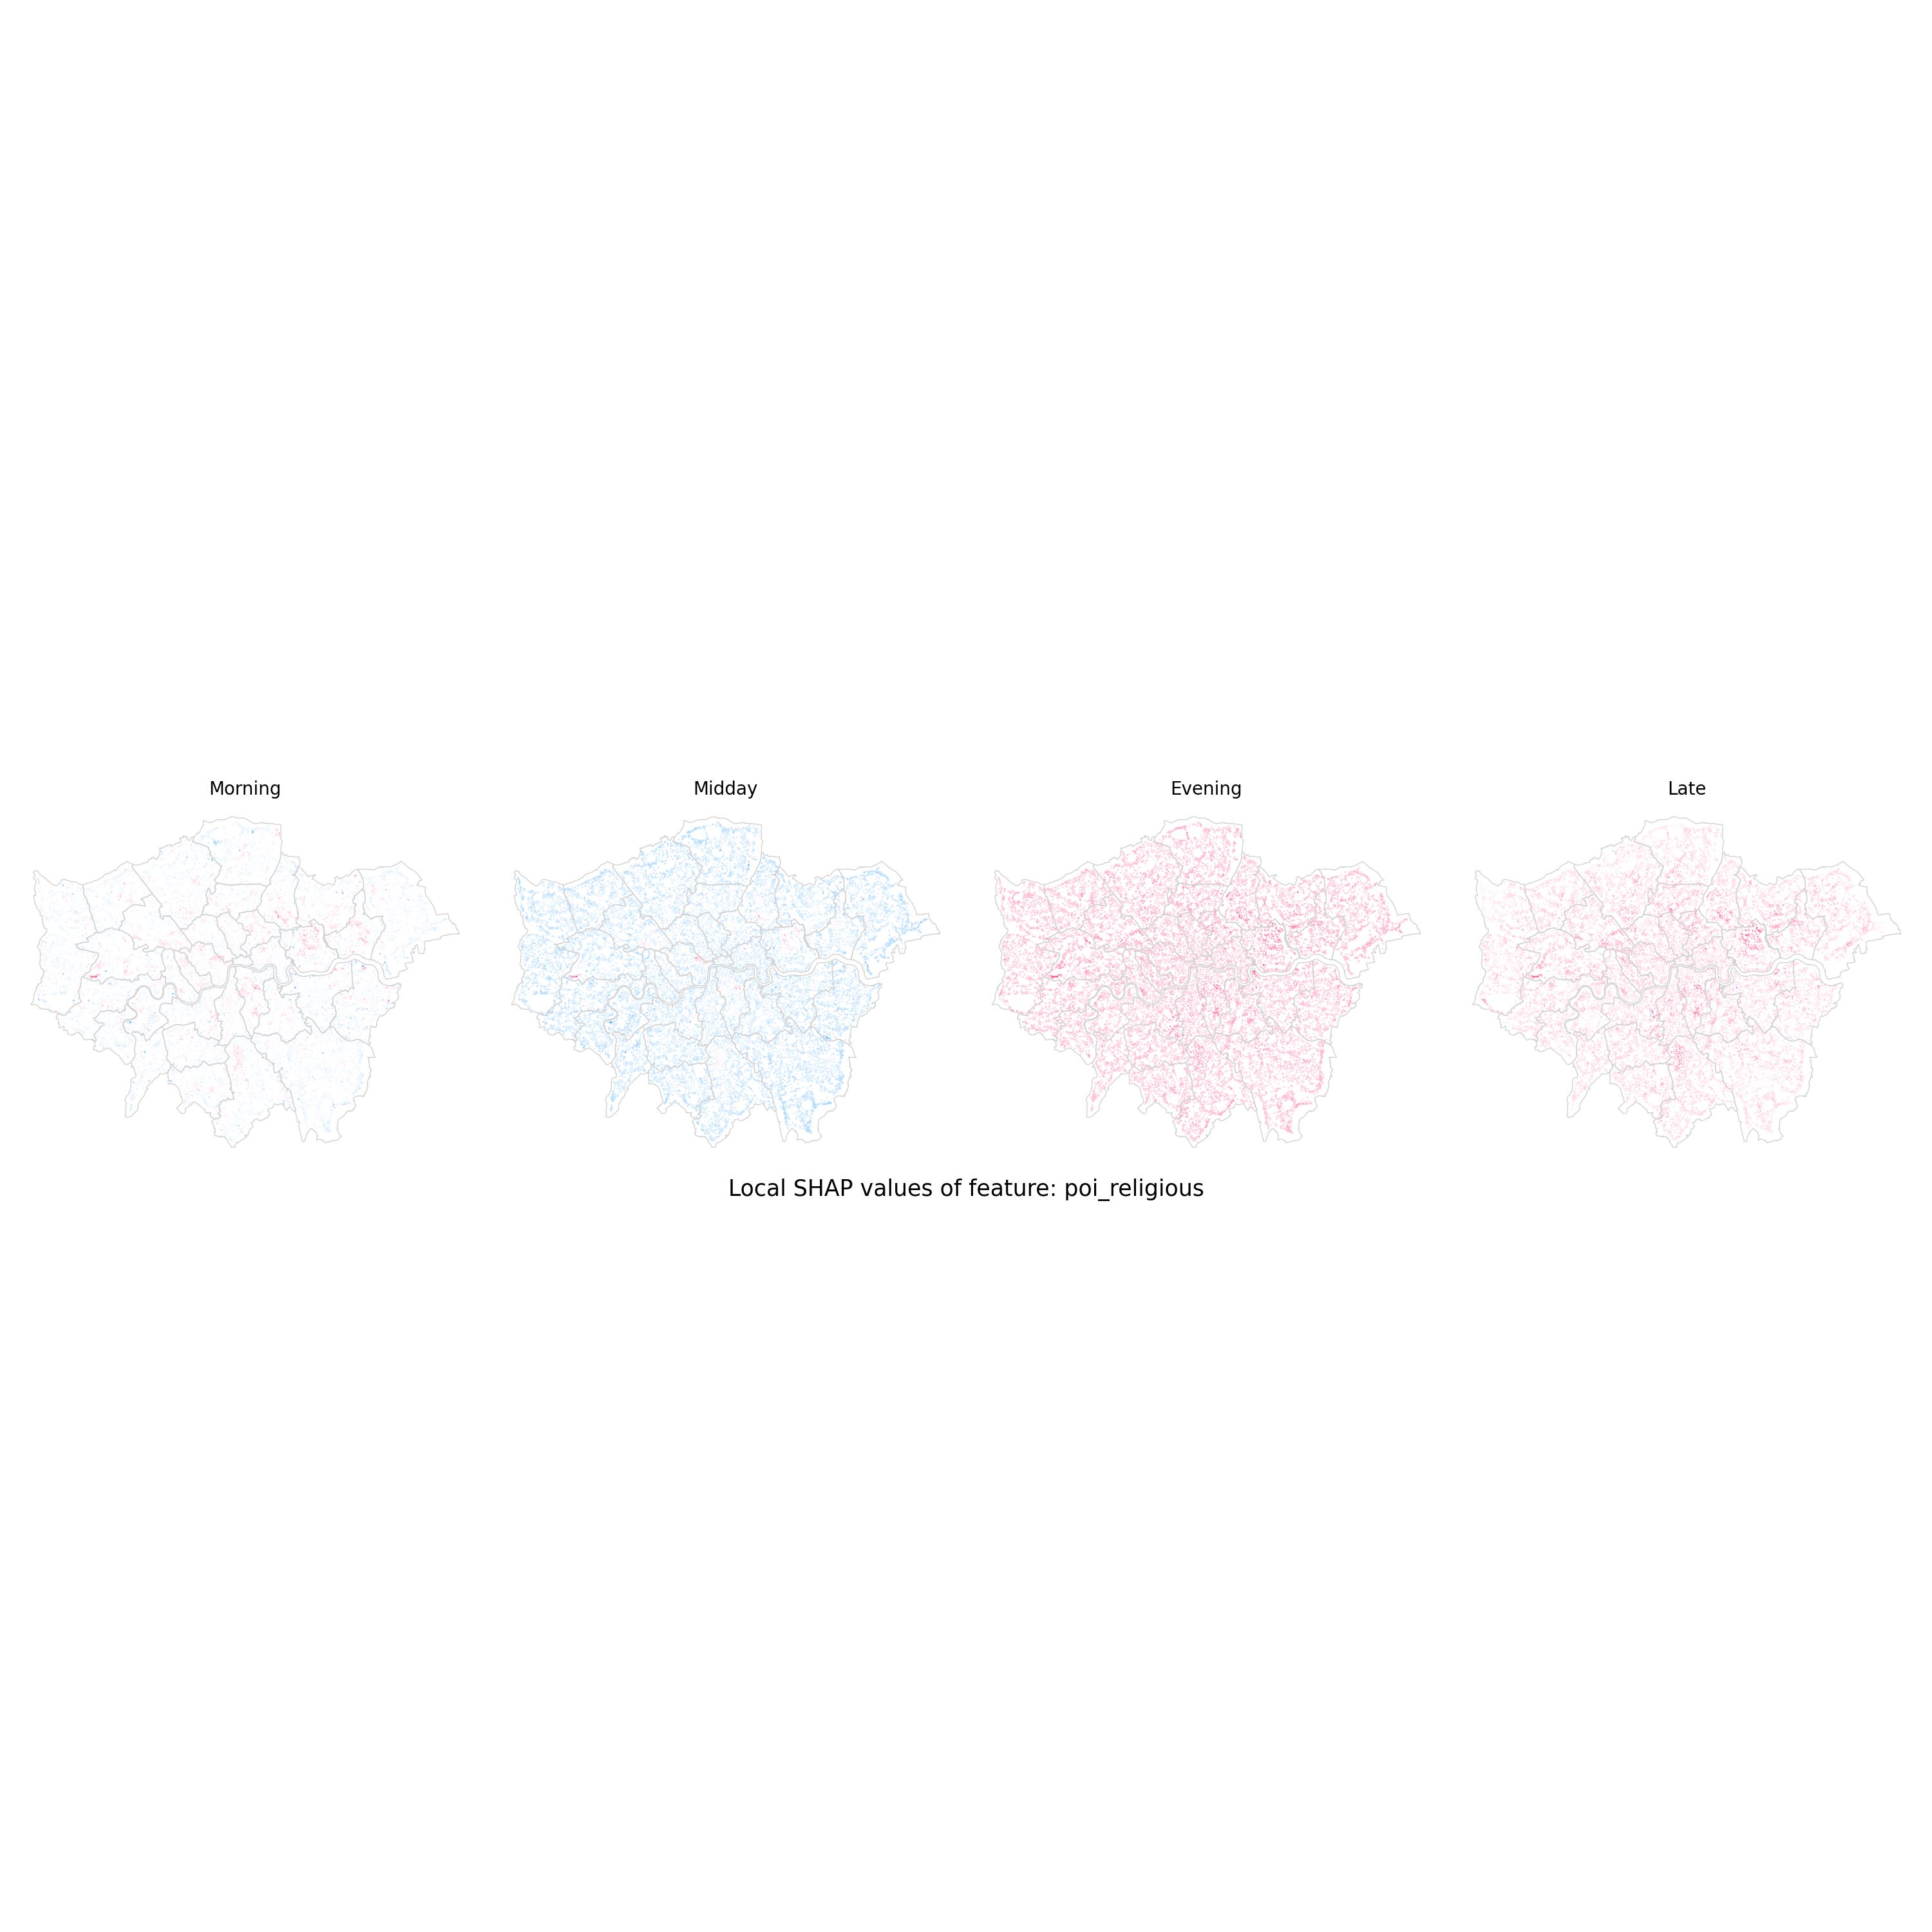 Morning
Midday
Evening
Late
Local SHAP values of feature: poi_religious